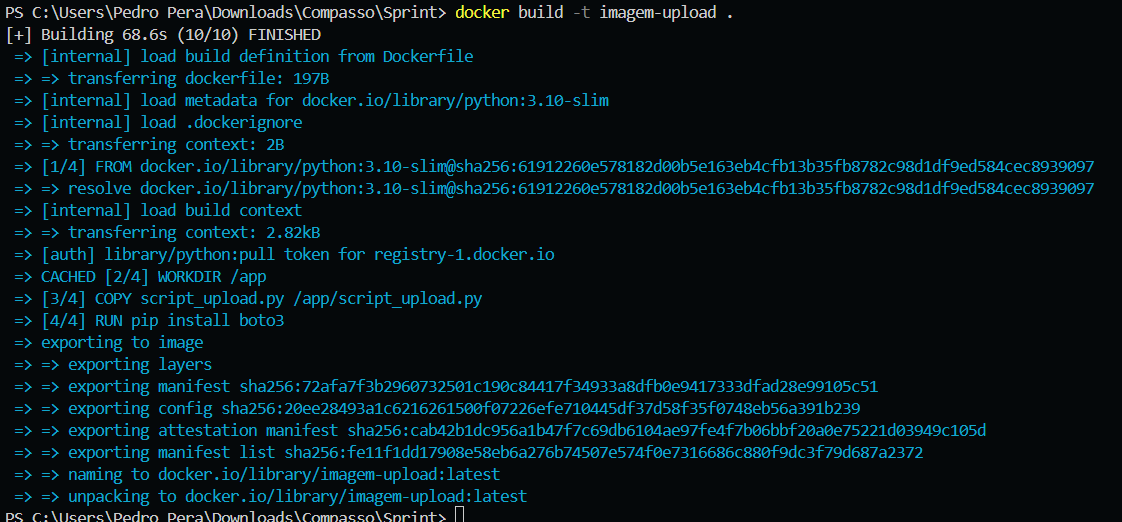 PS C:\Users\Pedro Pera\Downloads\Compasso\Sprint> docker build -t imagem-upload .
[+] Building 68.6s (10/10) FINISHED
=> [internal] load build definition from Dockerfile
=> => transferring dockerfile: 197B
=> [internal] load metadata for docker.io/library/python:3.10-slim
=> [internal] load .dockerignore
=> => transferring context: 2B
=> [1/4] FROM docker.io/library/python:3.10-slim@sha256:61912260e578182d00b5e163eb4cfb13b35fb8782c98d1df9ed584cec8939097
=> => resolve docker.io/library/python:3.10-slim@sha256:61912260e578182d00b5e163eb4cfb13b35fb8782c98d1df9ed584cec8939097
=> [internal] load build context
=> => transferring context: 2.82kB
=> [auth] library/python:pull token for registry-1.docker.io
=> CACHED [2/4] WORKDIR /app
=> [3/4] COPY script_upload.py /app/script_upload.py
=> [4/4] RUN pip install boto3
=> exporting to image
=> => exporting layers
=> => exporting manifest sha256:72afa7f3b2960732501c190c84417f34933a8dfb0e9417333dfad28e99105c51
=> => exporting config sha256:20ee28493a1c6216261500f07226efe710445df37d58f35f0748eb56a391b239
=> => exporting attestation manifest sha256:cab42b1dc956a1b47f7c69db6104ae97fe4f7b06bbf20a0e75221d03949c105d
=> => exporting manifest list sha256:fe11f1dd17908e58eb6a276b74507e574f0e7316686c880f9dc3f79d687a2372
=> => naming to docker.io/library/imagem-upload:latest
=> => unpacking to docker.io/library/imagem-upload:latest
PS C:\Users\Pedro Pera\Downloads\Compasso\Sprint>